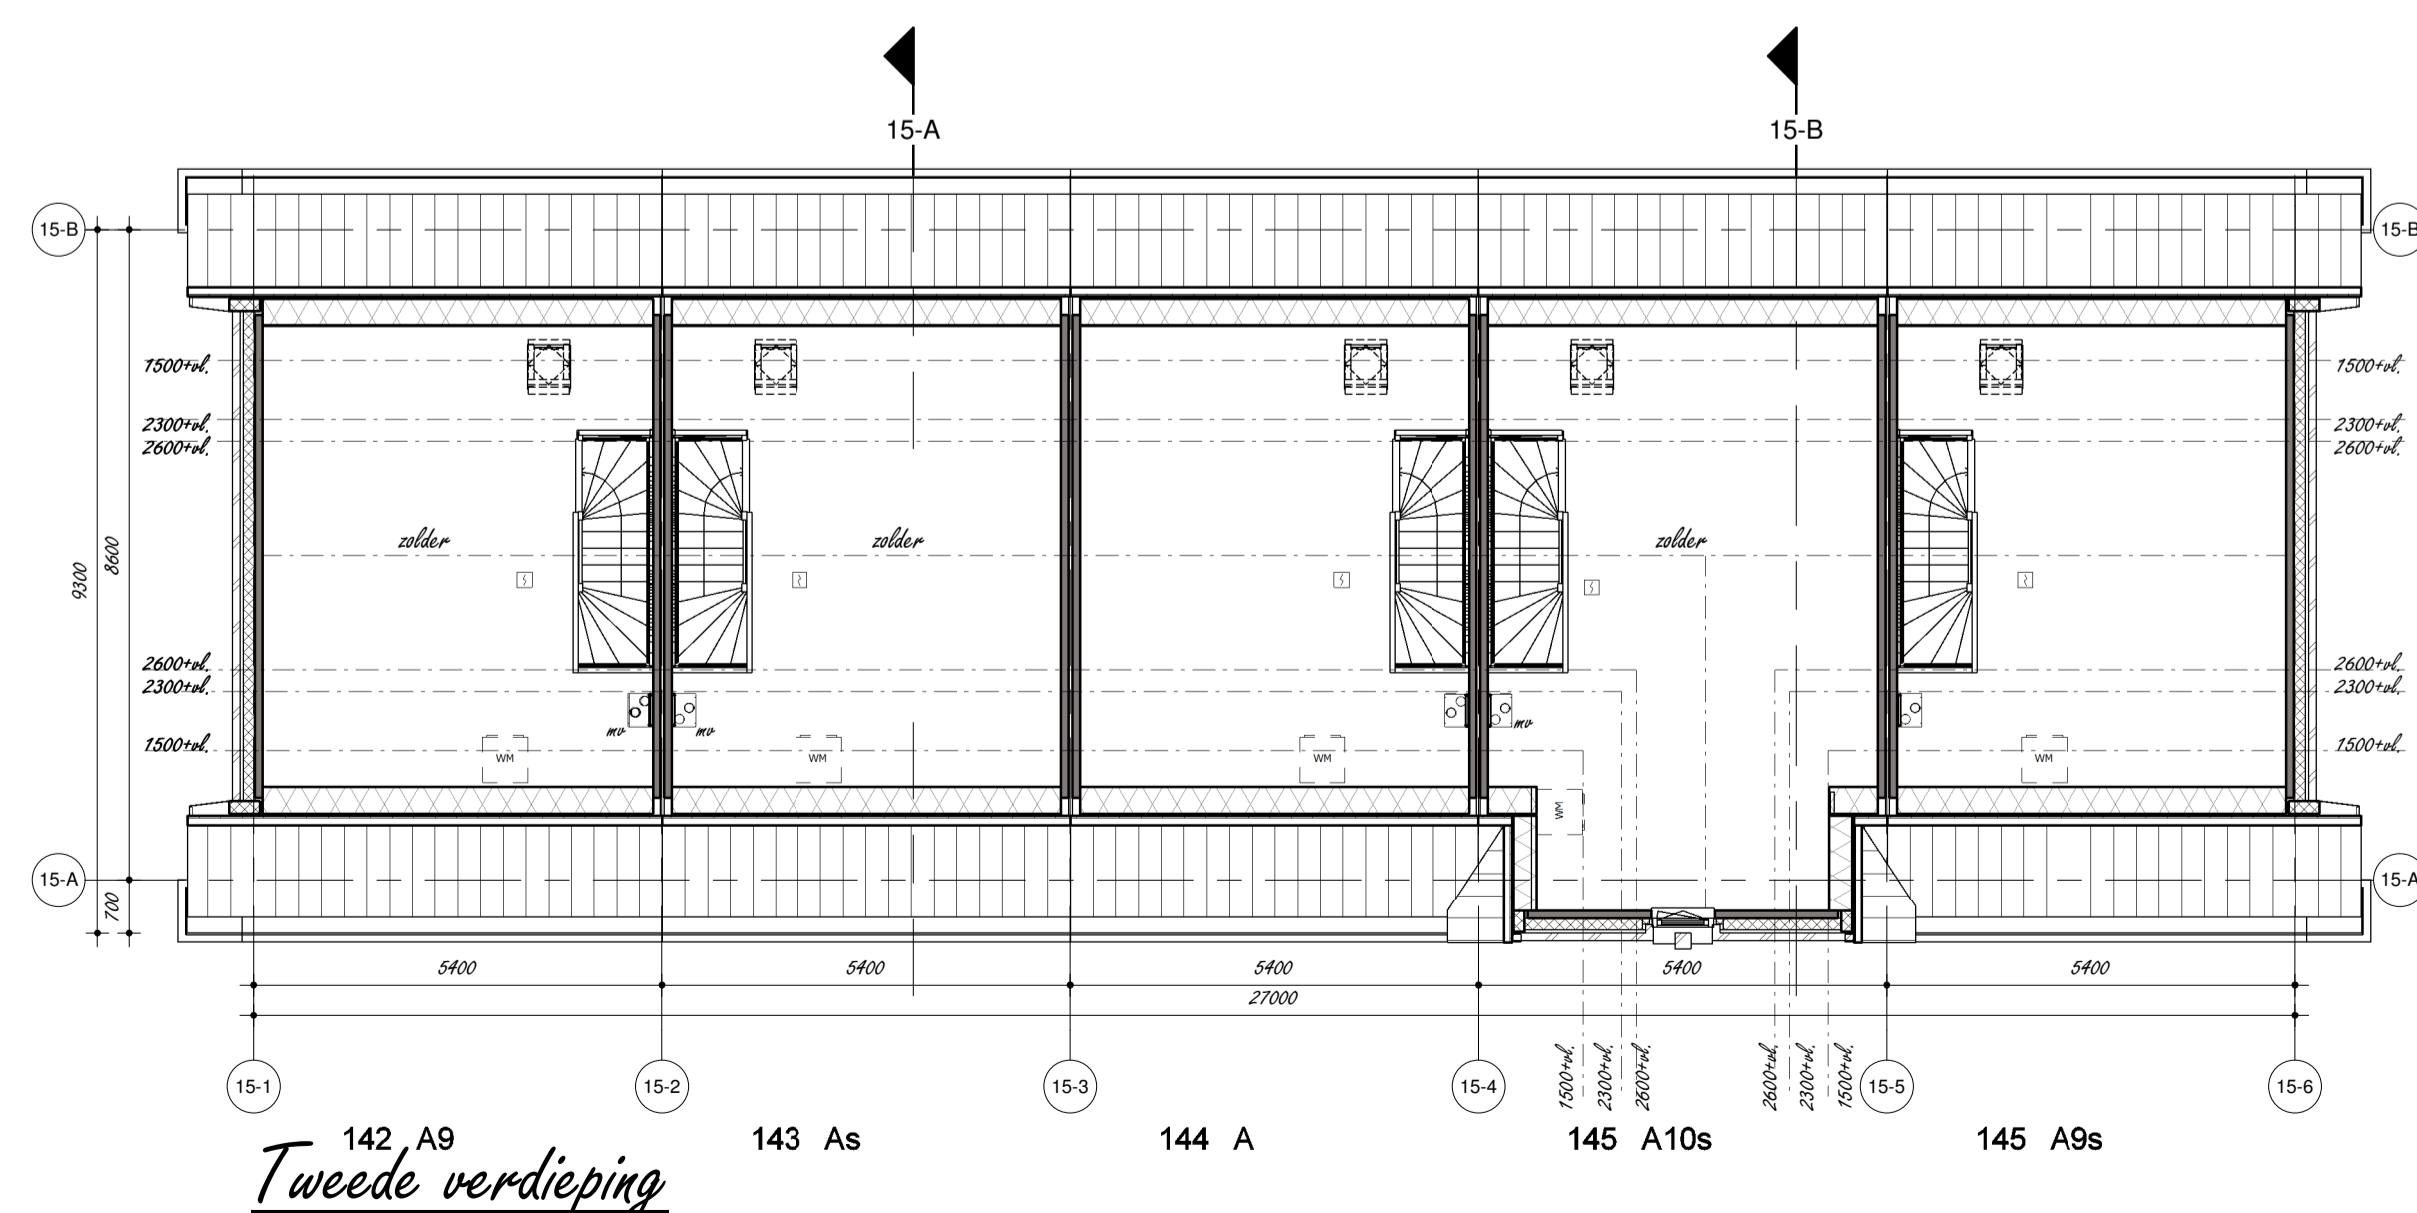 15-A 15-B
15-B 15-B
1500+vl. 1500+vl.
2300+vl. 2300+vl.
2600+vl. 2600+vl.
9300 8600
zolder zolder zolder
2600+vl. 2600+vl.
2300+vl. 2300+vl.
mv mv mv
1500+vl. 1500+vl.
WM WM WM WM
WM
15-A 15-A
700
5400 5400 5400 5400 5400
27000
1500+vl. 2300+vl. 2600+vl. 2600+vl. 2300+vl. 1500+vl.
15-1 15-2 15-3 15-4 15-5 15-6
142 A9 143 As 144 A 145 A10s 145 A9s
Tweede verdieping